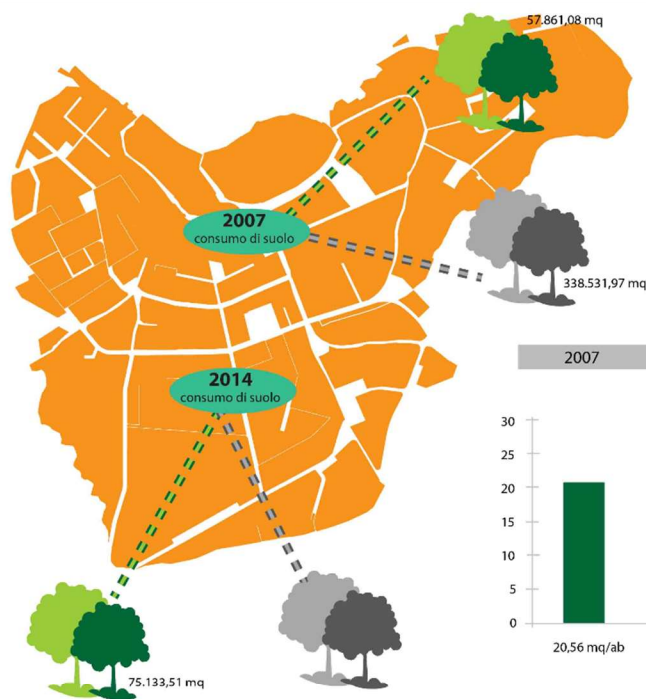 57.861,08 mq
2007
consumo di suolo
338.531,97 mq
2007
2014
consumo di suolo
30
25
20
15
10
5
0
20,56 mq/ab
75.133,51 mq